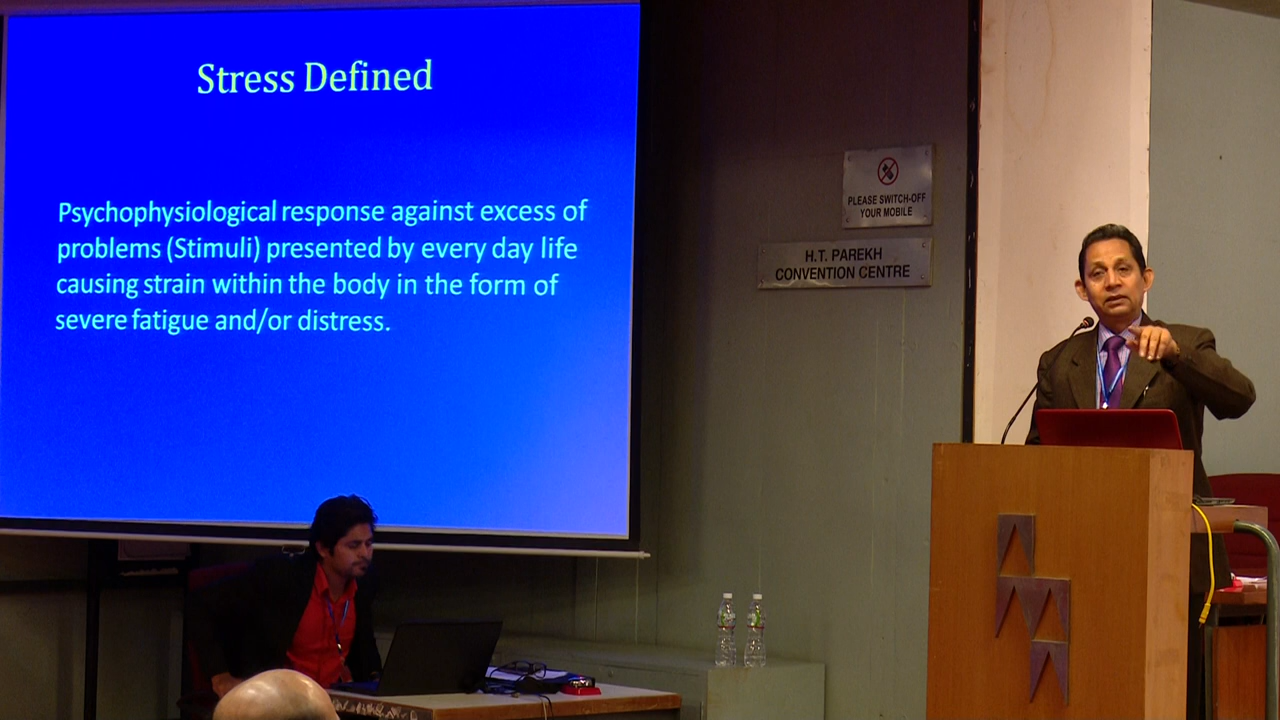 Stress Defined
Psychophysiological response against excess of
problems (Stimuli) presented by every day life
causing strain within the body in the form of
severe fatigue and/or distress.
PLEASE SWITCH-OFF
YOUR MOBILE
H.T. PAREKH
CONVENTION CENTRE